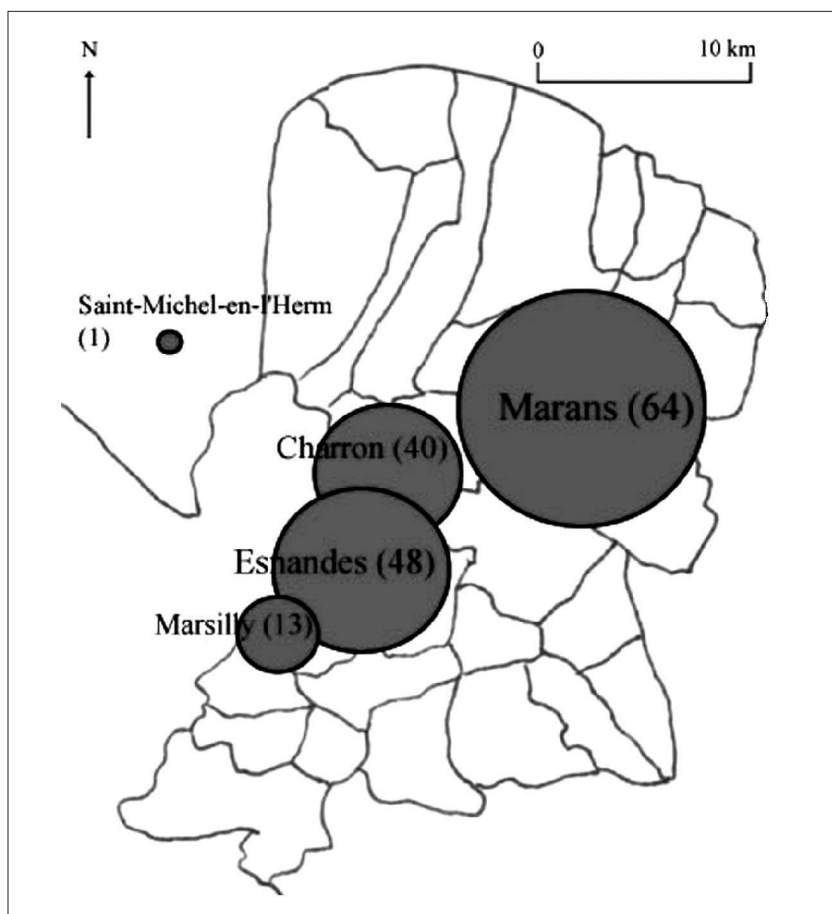 N
0 10 km
Saint-Michel-en-l'Herm
(1)
Marans (64)
Charron (40)
Esnandes (48)
Marsilly (13)